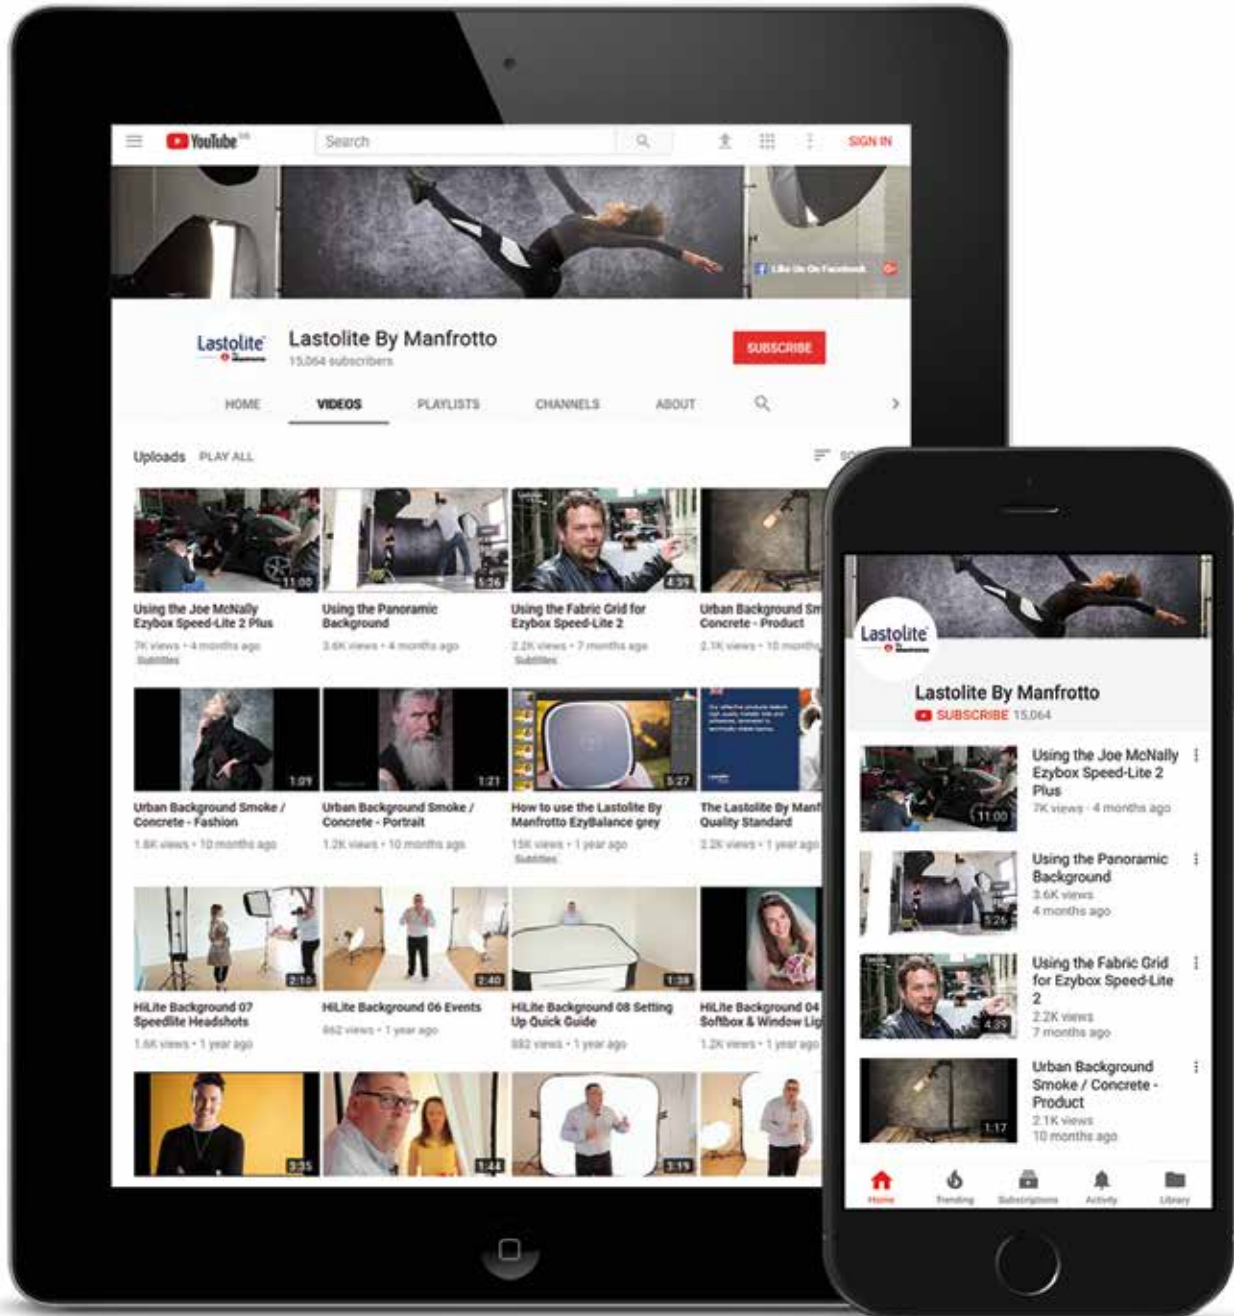 YouTube GB
Search
SIGN IN
Like Us On Facebook
Lastolite
By
Manfrotto
Lastolite By Manfrotto
15,064 subscribers
SUBSCRIBE
HOME VIDEOS PLAYLISTS CHANNELS ABOUT
Uploads PLAY ALL
11:00
5:26
4:39
Using the Joe McNally
Ezybox Speed-Lite 2 Plus
7K views • 4 months ago
Subtitles
Using the Panoramic
Background
3.6K views • 4 months ago
Using the Fabric Grid for
Ezybox Speed-Lite 2
2.2K views • 7 months ago
Subtitles
Urban Background Sm
Concrete - Product
2.1K views • 10 months
1:09
1:21
5:27
Urban Background Smoke /
Concrete - Fashion
1.8K views • 10 months ago
Urban Background Smoke /
Concrete - Portrait
1.2K views • 10 months ago
How to use the Lastolite By
Manfrotto EzyBalance grey
15K views • 1 year ago
Subtitles
The Lastolite By Manf
Quality Standard
2.2K views • 1 year ago
2:10
2:40
1:38
HiLite Background 07
Speedlite Headshots
1.6K views • 1 year ago
HiLite Background 06 Events
862 views • 1 year ago
HiLite Background 08 Setting
Up Quick Guide
882 views • 1 year ago
HiLite Background 04
Softbox & Window Lig
1.2K views • 1 year ago
3:35
1:44
3:19
Lastolite
By
Manfrotto
Lastolite By Manfrotto
SUBSCRIBE 15,064
11:00
Using the Joe McNally
Ezybox Speed-Lite 2
Plus
7K views · 4 months ago
5:26
Using the Panoramic
Background
3.6K views
4 months ago
4:39
Using the Fabric Grid
for Ezybox Speed-Lite
2
2.2K views
7 months ago
1:17
Urban Background
Smoke / Concrete -
Product
2.1K views
10 months ago
Home Trending Subscriptions Activity Library